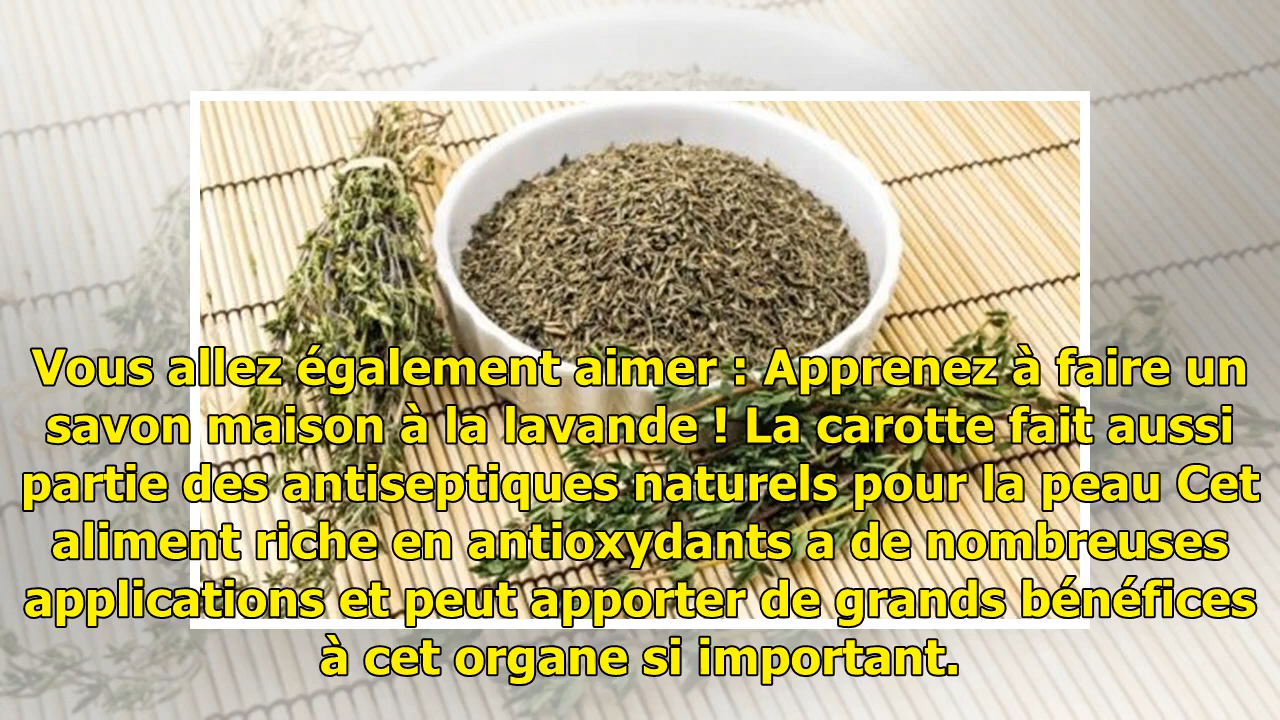 Vous allez également aimer : Apprenez à faire un
savon maison à la lavande ! La carotte fait aussi
partie des antiseptiques naturels pour la peau Cet
aliment riche en antioxydants a de nombreuses
applications et peut apporter de grands bénéfices
à cet organe si important.